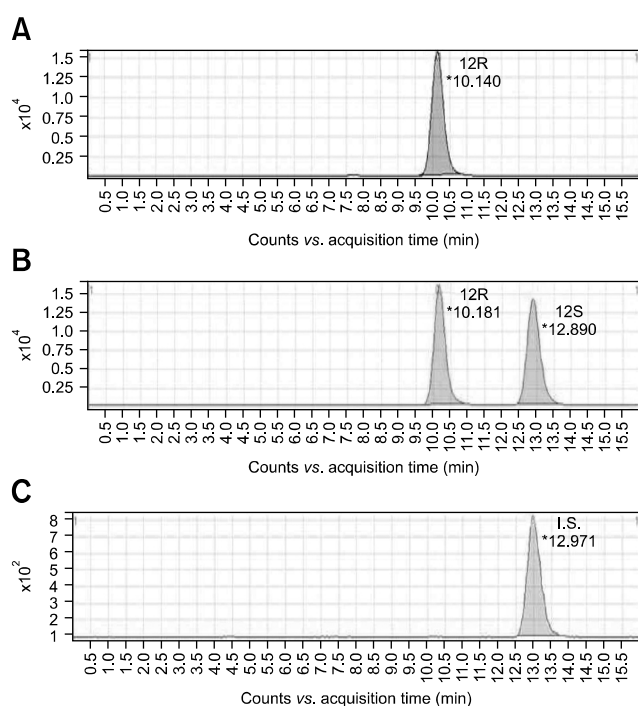 A
1.5
1.25
1.0
0.75
0.5
0.25
x10⁴
12R
*10.140
0.5 1.0 1.5 2.0 2.5 3.0 3.5 4.0 4.5 5.0 5.5 6.0 6.5 7.0 7.5 8.0 8.5 9.0 9.5 10.0 10.5 11.0 11.5 12.0 12.5 13.0 13.5 14.0 14.5 15.0 15.5
Counts vs. acquisition time (min)
B
1.5
1.25
1.0
0.75
0.5
0.25
x10⁴
12R
*10.181
12S
*12.890
0.5 1.0 1.5 2.0 2.5 3.0 3.5 4.0 4.5 5.0 5.5 6.0 6.5 7.0 7.5 8.0 8.5 9.0 9.5 10.0 10.5 11.0 11.5 12.0 12.5 13.0 13.5 14.0 14.5 15.0 15.5
Counts vs. acquisition time (min)
C
8
7
6
5
4
3
2
1
x10²
I.S.
*12.971
0.5 1.0 1.5 2.0 2.5 3.0 3.5 4.0 4.5 5.0 5.5 6.0 6.5 7.0 7.5 8.0 8.5 9.0 9.5 10.0 10.5 11.0 11.5 12.0 12.5 13.0 13.5 14.0 14.5 15.0 15.5
Counts vs. acquisition time (min)